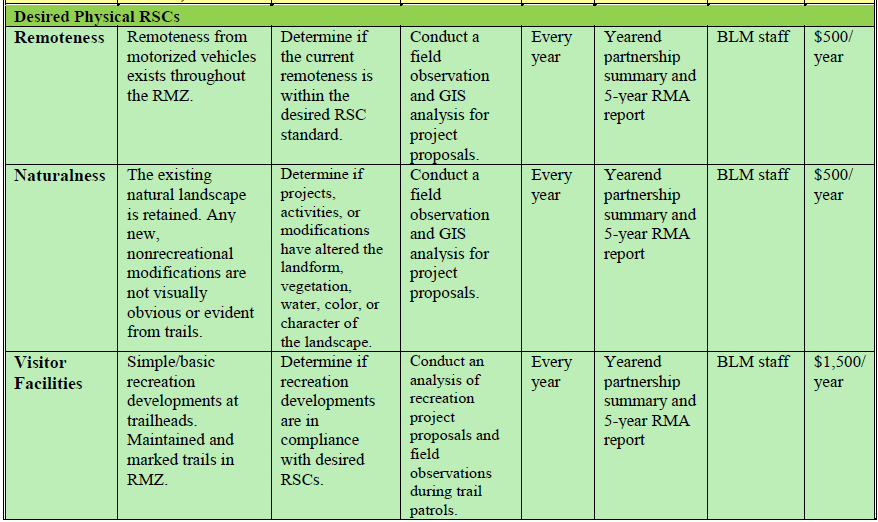 Desired Physical RSCs
Remoteness
Remoteness from
motorized vehicles
exists throughout
the RMZ.
Determine if
the current
remoteness is
within the
desired RSC
standard.
Conduct a
field
observation
and GIS
analysis for
project
proposals.
Every
year
Yearend
partnership
summary and
5-year RMA
report
BLM staff
$500/
year
Naturalness
The existing
natural landscape
is retained. Any
new,
nonrecreational
modifications are
not visually
obvious or evident
from trails.
Determine if
projects,
activities, or
modifications
have altered the
landform,
vegetation,
water, color, or
character of
the landscape.
Conduct a
field
observation
and GIS
analysis for
project
proposals.
Every
year
Yearend
partnership
summary and
5-year RMA
report
BLM staff
$500/
year
Visitor
Facilities
Simple/basic
recreation
developments at
trailheads.
Maintained and
marked trails in
RMZ.
Determine if
recreation
developments
are in
compliance
with desired
RSCs.
Conduct an
analysis of
recreation
project
proposals and
field
observations
during trail
patrols.
Every
year
Yearend
partnership
summary and
5-year RMA
report
BLM staff
$1,500/
year